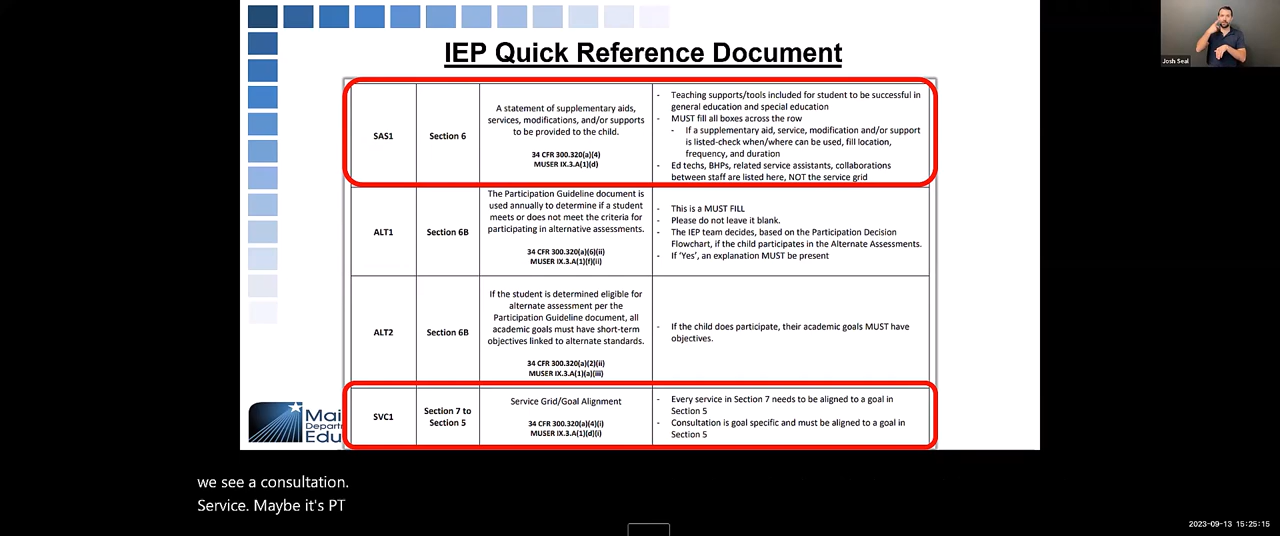 IEP Quick Reference Document
Josh Seal
SAS1
Section 6
A statement of supplementary aids,
services, modifications, and/or supports
to be provided to the child.
34 CFR 300.320(a)(4)
MUSER IX.3.A(1)(d)
- Teaching supports/tools included for student to be successful in
general education and special education
- MUST fill all boxes across the row
- If a supplementary aid, service, modification and/or support
is listed-check when/where can be used, fill location,
frequency, and duration
- Ed techs, BHPs, related service assistants, collaborations
between staff are listed here, NOT the service grid
ALT1
Section 6B
The Participation Guideline document is
used annually to determine if a student
meets or does not meet the criteria for
participating in alternative assessments.
34 CFR 300.320(a)(6)(ii)
MUSER IX.3.A(1)(f)(ii)
- This is a MUST FILL
- Please do not leave it blank.
- The IEP team decides, based on the Participation Decision
Flowchart, if the child participates in the Alternate Assessments.
- If ‘Yes’, an explanation MUST be present
ALT2
Section 6B
If the student is determined eligible for
alternate assessment per the
Participation Guideline document, all
academic goals must have short-term
objectives linked to alternate standards.
34 CFR 300.320(a)(2)(ii)
MUSER IX.3.A(1)(a)(iii)
- If the child does participate, their academic goals MUST have
objectives.
SVC1
Section 7 to
Section 5
Service Grid/Goal Alignment
34 CFR 300.320(a)(4)(i)
MUSER IX.3.A(1)(d)(i)
- Every service in Section 7 needs to be aligned to a goal in
Section 5
- Consultation is goal specific and must be aligned to a goal in
Section 5
Mai
Depart
Edu
we see a consultation.
Service. Maybe it's PT
2023-09-13 15:25:15